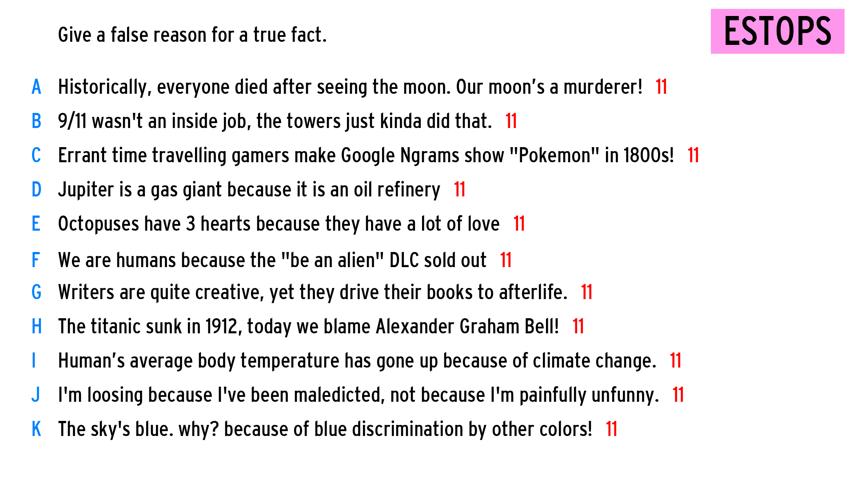 Give a false reason for a true fact.
ESTOPS
A Historically, everyone died after seeing the moon. Our moon’s a murderer! 11
B 9/11 wasn't an inside job, the towers just kinda did that. 11
C Errant time travelling gamers make Google Ngrams show "Pokemon" in 1800s! 11
D Jupiter is a gas giant because it is an oil refinery 11
E Octopuses have 3 hearts because they have a lot of love 11
F We are humans because the "be an alien" DLC sold out 11
G Writers are quite creative, yet they drive their books to afterlife. 11
H The titanic sunk in 1912, today we blame Alexander Graham Bell! 11
I Human’s average body temperature has gone up because of climate change. 11
J I'm loosing because I've been maledicted, not because I'm painfully unfunny. 11
K The sky's blue. why? because of blue discrimination by other colors! 11